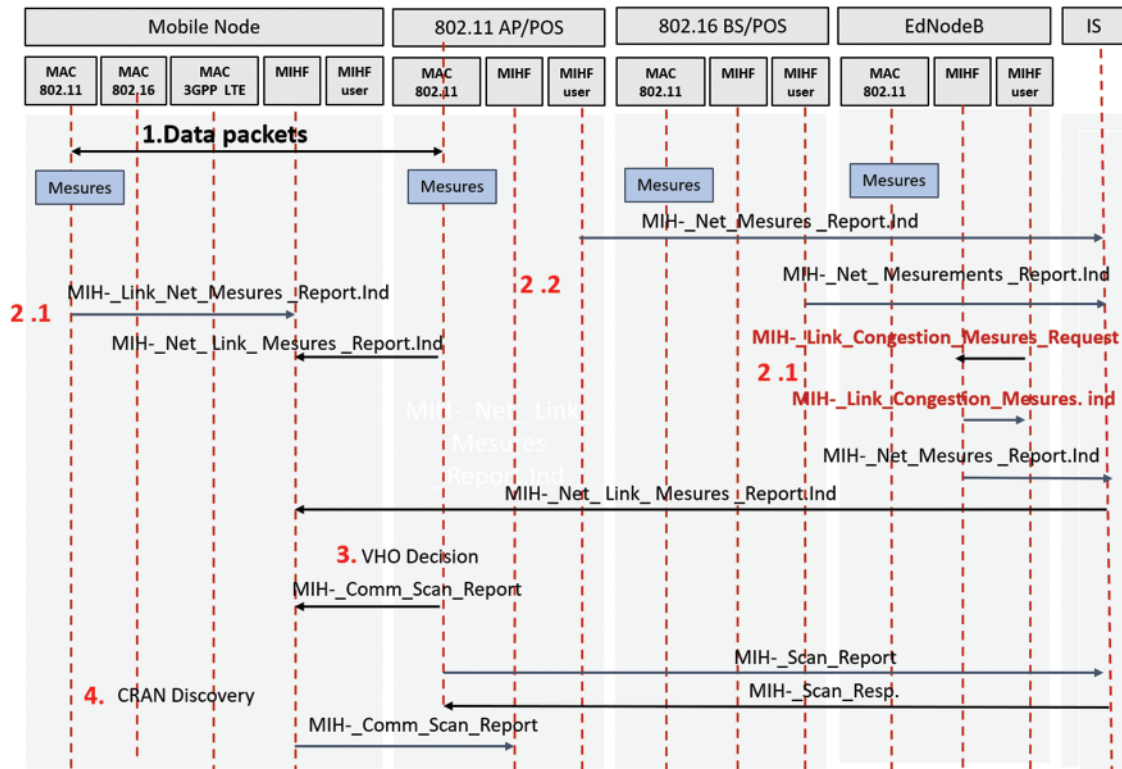 Mobile Node
802.11 AP/POS
802.16 BS/POS
EdNodeB
IS
MAC
802.11
MAC
802.16
MAC
3GPP LTE
MIHF
MIHF
user
MAC
802.11
MIHF
MIHF
user
MAC
802.11
MIHF
MIHF
user
MAC
802.11
MIHF
MIHF
user
1.Data packets
Mesures
Mesures
Mesures
Mesures
MIH-_Net_Mesures _Report.Ind
2 .2
MIH-_Net_ Mesurements _Report.Ind
2 .1
MIH-_Link_Net_Mesures _Report.Ind
MIH-_Net_ Link_ Mesures _Report.Ind
MIH-_Link_Congestion_Mesures_Request
2 .1
MIH-_Link_Congestion_Mesures. ind
MIH-_Net_ Link_
Mesures
_Report.Ind
MIH-_Net_Mesures _Report.Ind
MIH-_Net_ Link_ Mesures _Report.Ind
3. VHO Decision
MIH-_Comm_Scan_Report
MIH-_Scan_Report
4. CRAN Discovery
MIH-_Scan_Resp.
MIH-_Comm_Scan_Report